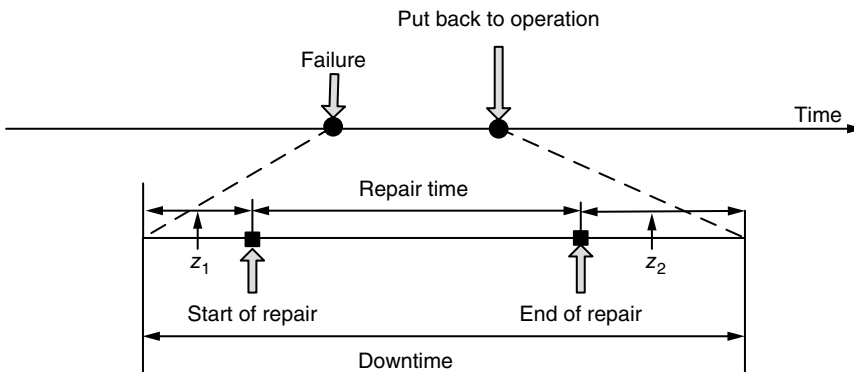 Put back to operation
Failure
Time
Repair time
z1
z2
Start of repair
End of repair
Downtime